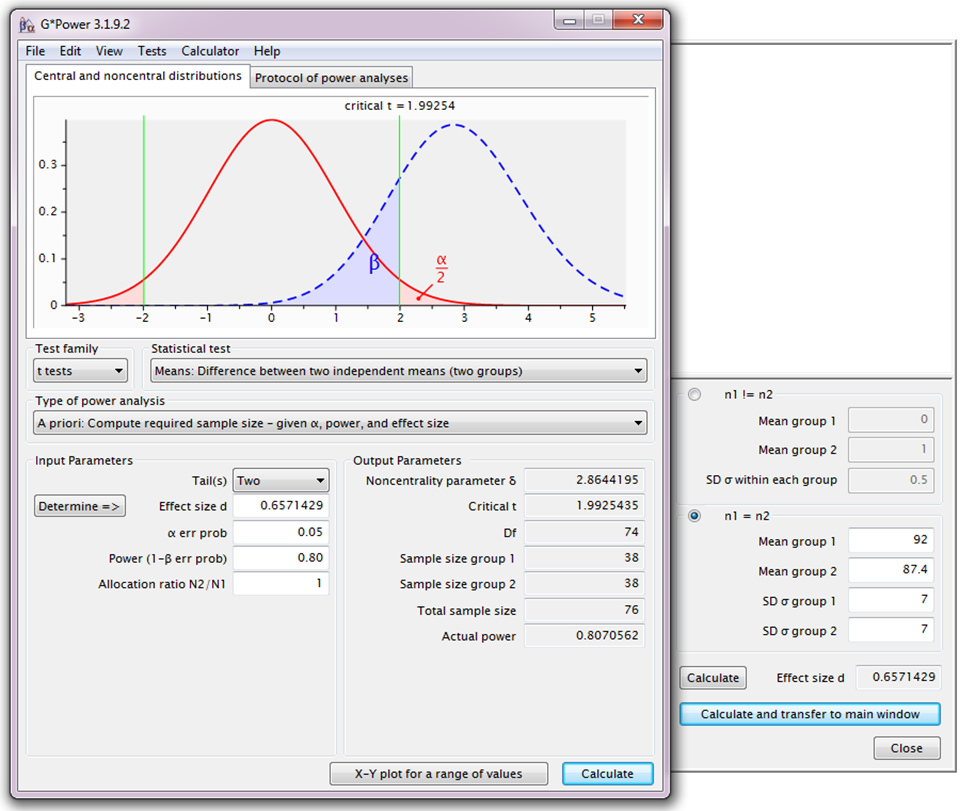 G*Power 3.1.9.2
File Edit View Tests Calculator Help
Central and noncentral distributions Protocol of power analyses
critical t = 1.99254
0.3
0.2
0.1
0
β
α
2
-3 -2 -1 0 1 2 3 4 5
Test family Statistical test
t tests Means: Difference between two independent means (two groups)
Type of power analysis
A priori: Compute required sample size - given α, power, and effect size
Input Parameters
Tail(s) Two
Determine => Effect size d 0.6571429
α err prob 0.05
Power (1-β err prob) 0.80
Allocation ratio N2/N1 1
Output Parameters
Noncentrality parameter δ 2.8644195
Critical t 1.9925435
Df 74
Sample size group 1 38
Sample size group 2 38
Total sample size 76
Actual power 0.8070562
X-Y plot for a range of values Calculate
n1 != n2
Mean group 1 0
Mean group 2 1
SD σ within each group 0.5
n1 = n2
Mean group 1 92
Mean group 2 87.4
SD σ group 1 7
SD σ group 2 7
Calculate Effect size d 0.6571429
Calculate and transfer to main window
Close